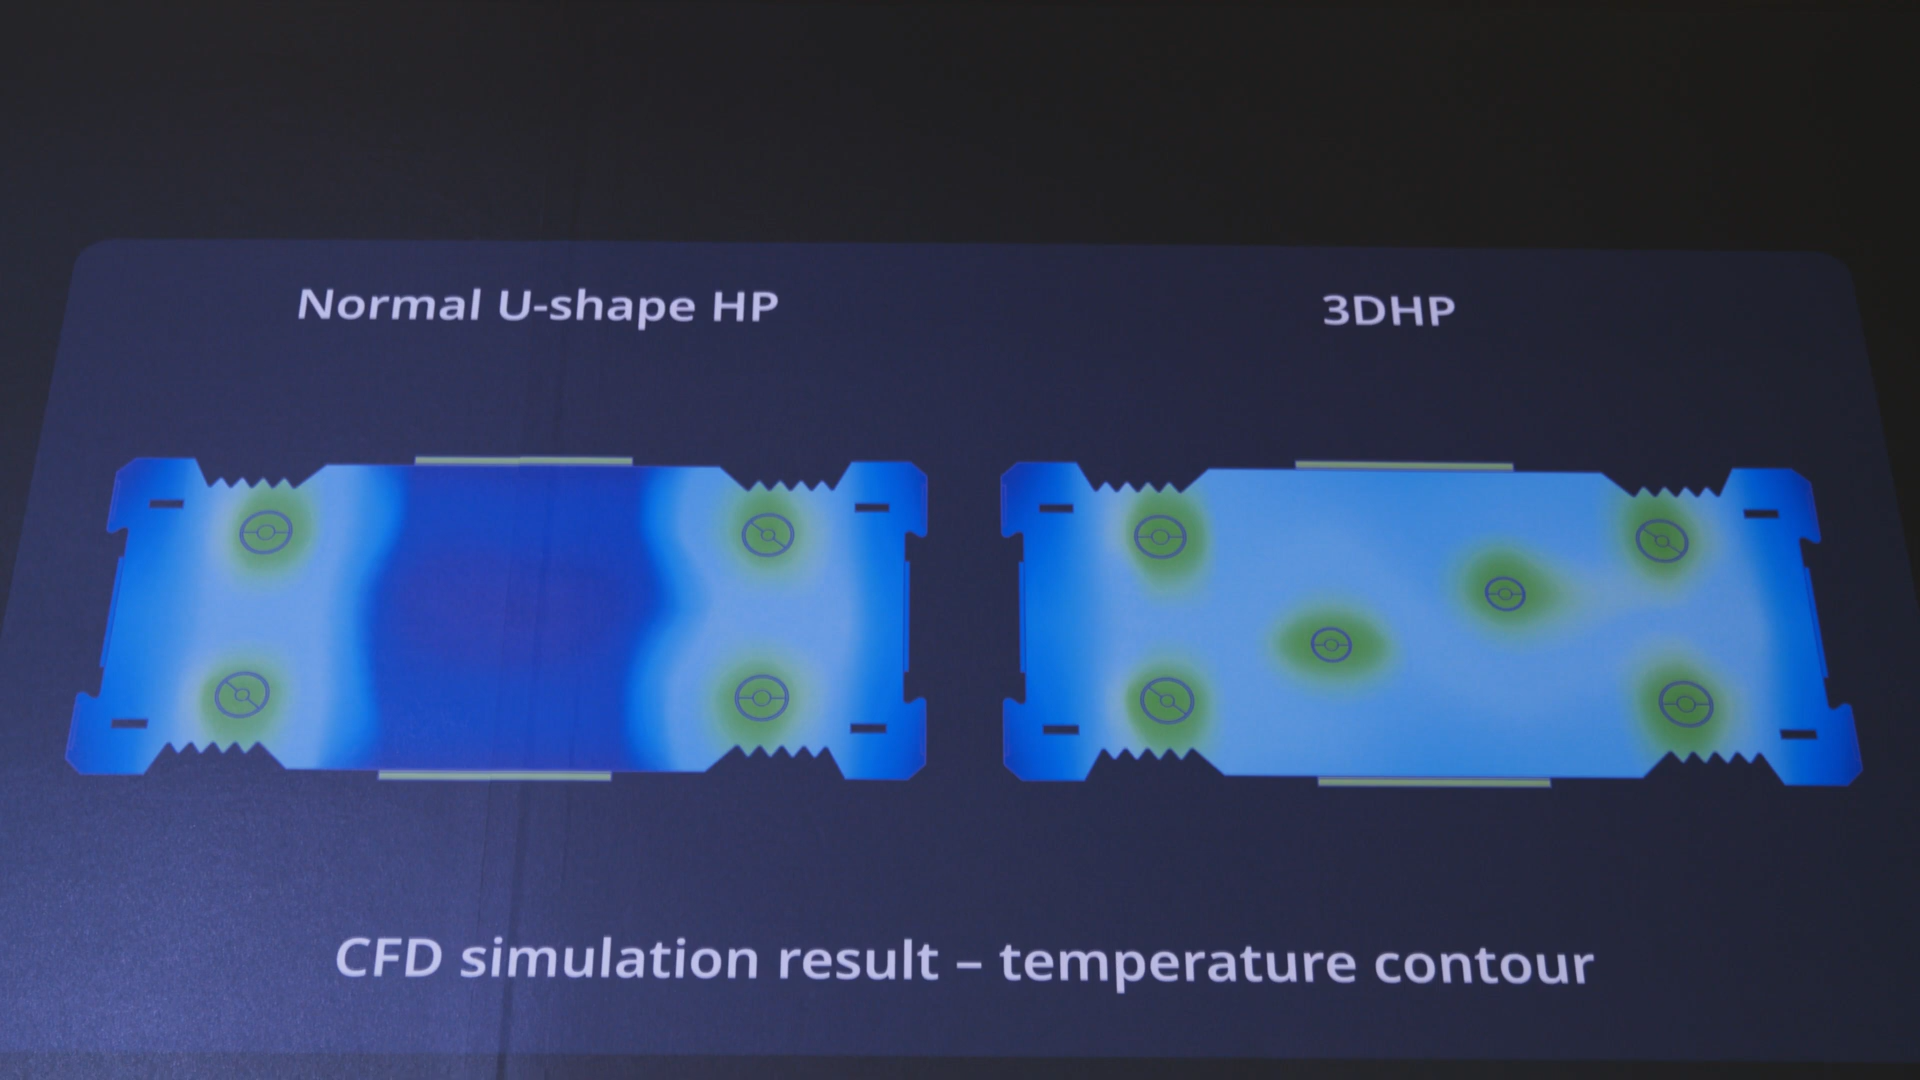 Normal U-shape HP
3DHP
CFD simulation result – temperature contour